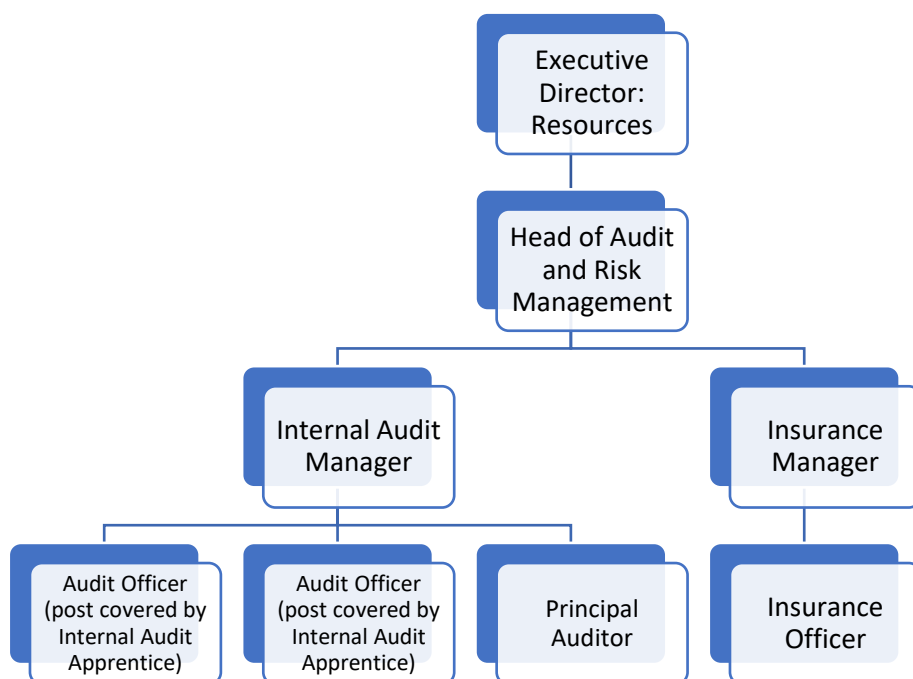 Executive
Director:
Resources
Head of Audit
and Risk
Management
Internal Audit
Manager
Insurance
Manager
Audit Officer
(post covered by
Internal Audit
Apprentice)
Audit Officer
(post covered by
Internal Audit
Apprentice)
Principal
Auditor
Insurance
Officer